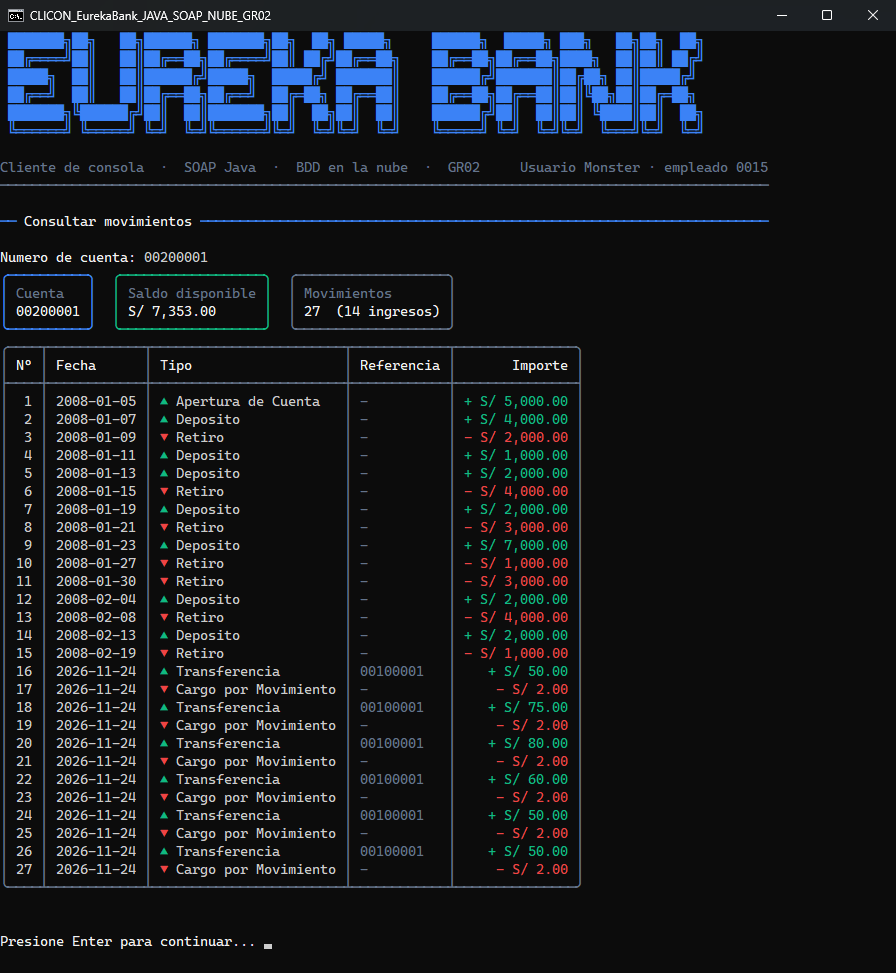 CLICON_EurekaBank_JAVA_SOAP_NUBE_GR02
EUREKA BANK
Cliente de consola · SOAP Java · BDD en la nube · GR02 Usuario Monster · empleado 0015
Consultar movimientos
Numero de cuenta: 00200001
Cuenta Saldo disponible Movimientos
00200001 S/ 7,353.00 27 (14 ingresos)
Nº Fecha Tipo Referencia Importe
1 2008-01-05 ▲ Apertura de Cuenta - + S/ 5,000.00
2 2008-01-07 ▲ Deposito - + S/ 4,000.00
3 2008-01-09 ▼ Retiro - - S/ 2,000.00
4 2008-01-11 ▲ Deposito - + S/ 1,000.00
5 2008-01-13 ▲ Deposito - + S/ 2,000.00
6 2008-01-15 ▼ Retiro - - S/ 4,000.00
7 2008-01-19 ▲ Deposito - + S/ 2,000.00
8 2008-01-21 ▼ Retiro - - S/ 3,000.00
9 2008-01-23 ▲ Deposito - + S/ 7,000.00
10 2008-01-27 ▼ Retiro - - S/ 1,000.00
11 2008-01-30 ▼ Retiro - - S/ 3,000.00
12 2008-02-04 ▲ Deposito - + S/ 2,000.00
13 2008-02-08 ▼ Retiro - - S/ 4,000.00
14 2008-02-13 ▲ Deposito - + S/ 2,000.00
15 2008-02-19 ▼ Retiro - - S/ 1,000.00
16 2026-11-24 ▲ Transferencia 00100001 + S/ 50.00
17 2026-11-24 ▼ Cargo por Movimiento - - S/ 2.00
18 2026-11-24 ▲ Transferencia 00100001 + S/ 75.00
19 2026-11-24 ▼ Cargo por Movimiento - - S/ 2.00
20 2026-11-24 ▲ Transferencia 00100001 + S/ 80.00
21 2026-11-24 ▼ Cargo por Movimiento - - S/ 2.00
22 2026-11-24 ▲ Transferencia 00100001 + S/ 60.00
23 2026-11-24 ▼ Cargo por Movimiento - - S/ 2.00
24 2026-11-24 ▲ Transferencia 00100001 + S/ 50.00
25 2026-11-24 ▼ Cargo por Movimiento - - S/ 2.00
26 2026-11-24 ▲ Transferencia 00100001 + S/ 50.00
27 2026-11-24 ▼ Cargo por Movimiento - - S/ 2.00
Presione Enter para continuar...